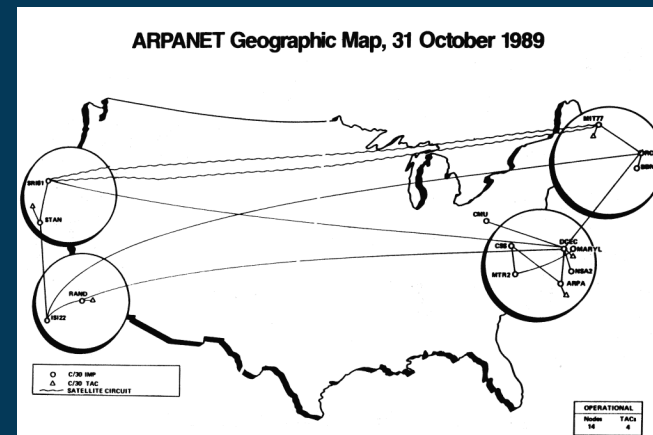 ARPANET Geographic Map, 31 October 1989
MIT77
SRI51
STAN
CMU
CSS
DCEC
MARYL
MTR2
NSA2
ARPA
RAND
ISI22
C/30 IMP
C/30 TAC
SATELLITE CIRCUIT
OPERATIONAL
Nodes TACs
14 4